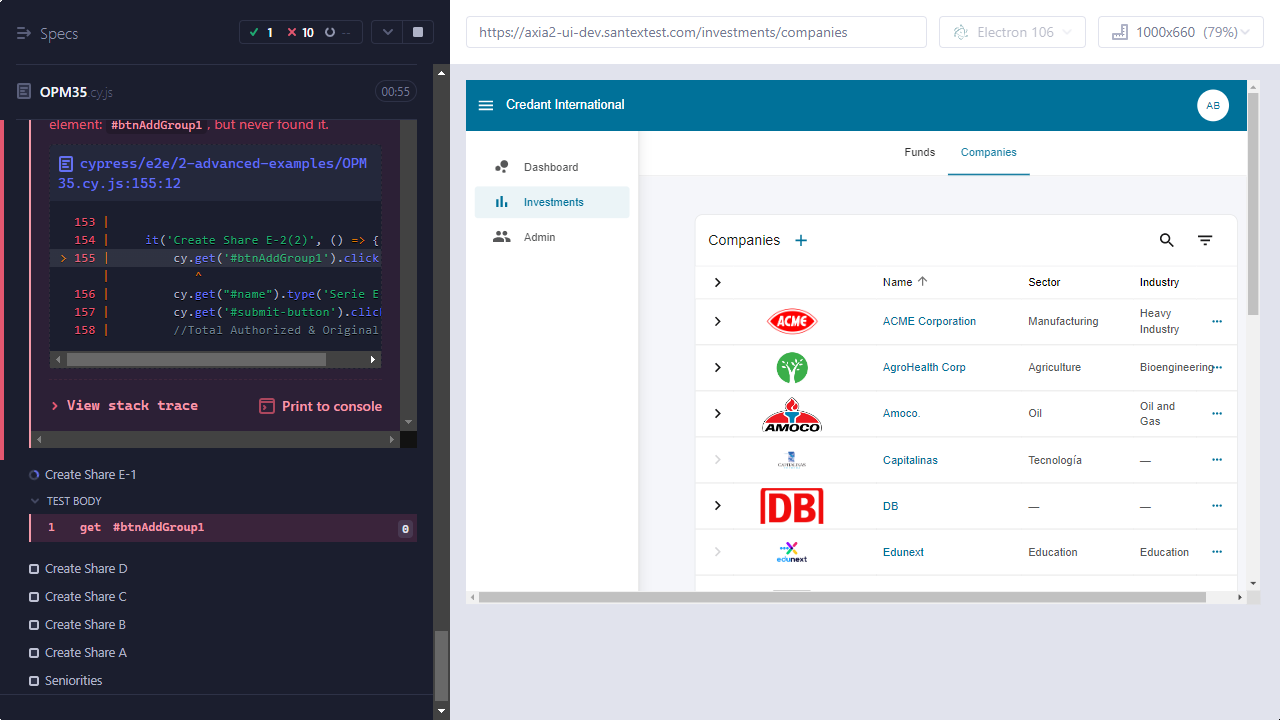 Specs
1
10
--
OPM35.cy.js
00:55
element: #btnAddGroup1, but never found it.
cypress/e2e/2-advanced-examples/OPM
35.cy.js:155:12
153 |
154 | it('Create Share E-2(2)', () => {
> 155 | cy.get('#btnAddGroup1').click
| ^
156 | cy.get("#name").type('Serie E
157 | cy.get('#submit-button').click
158 | //Total Authorized & Original
View stack trace
Print to console
Create Share E-1
TEST BODY
1 get #btnAddGroup1 0
Create Share D
Create Share C
Create Share B
Create Share A
Seniorities
https://axia2-ui-dev.santextest.com/investments/companies
Electron 106
1000x660 (79%)
Credant International
AB
Dashboard
Investments
Admin
Funds
Companies
Companies +
Name Sector Industry
ACME
ACME Corporation Manufacturing Heavy
Industry
AgroHealth Corp Agriculture Bioengineering
AMOCO
Amoco. Oil Oil and
Gas
CAPITALINAS
Capitalinas Tecnología —
DB
DB — —
edunext
Edunext Education Education